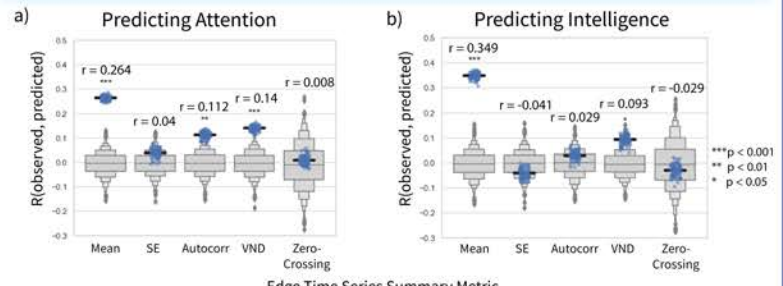 a)
Predicting Attention
R(observed, predicted)
0.5
0.4
0.3
0.2
0.1
0.0
-0.1
-0.2
-0.3
r = 0.264
***
r = 0.04
r = 0.112
**
r = 0.14
***
r = 0.008
Mean
SE
Autocorr
VND
Zero-
Crossing
b)
Predicting Intelligence
R(observed, predicted)
0.5
0.4
0.3
0.2
0.1
0.0
-0.1
-0.2
-0.3
r = 0.349
***
r = -0.041
r = 0.029
r = 0.093
*
r = -0.029
Mean
SE
Autocorr
VND
Zero-
Crossing
***p < 0.001
** p < 0.01
* p < 0.05
Edge Time Series Summary Metric